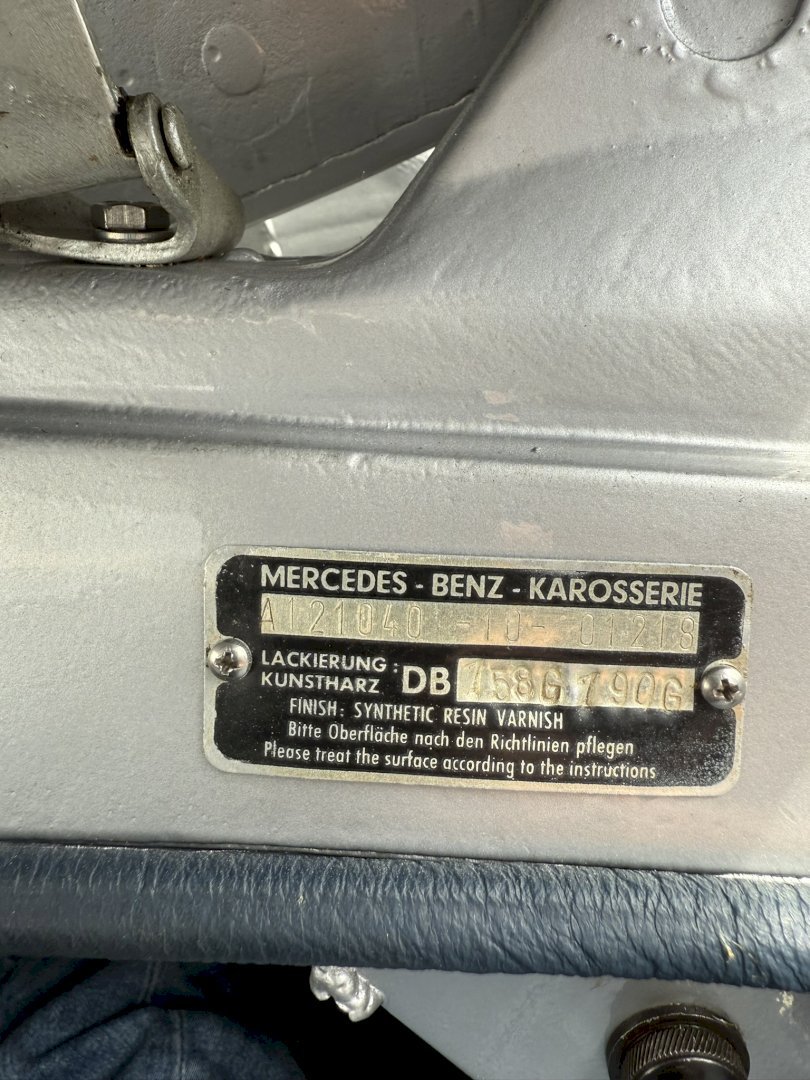 MERCEDES - BENZ - KAROSSERIE
A121040 -10- 01218
LACKIERUNG :
KUNSTHARZ DB 158G 190G
FINISH: SYNTHETIC RESIN VARNISH
Bitte Oberfläche nach den Richtlinien pflegen
Please treat the surface according to the instructions